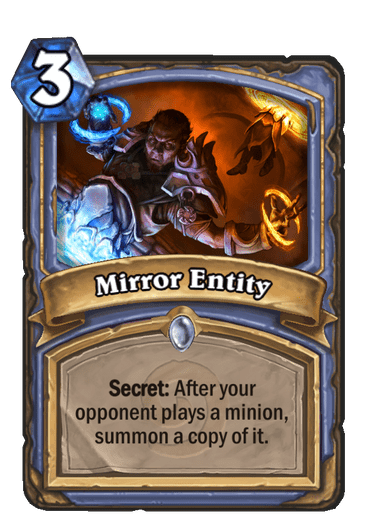 3
Mirror Entity
Secret: After your
opponent plays a minion,
summon a copy of it.